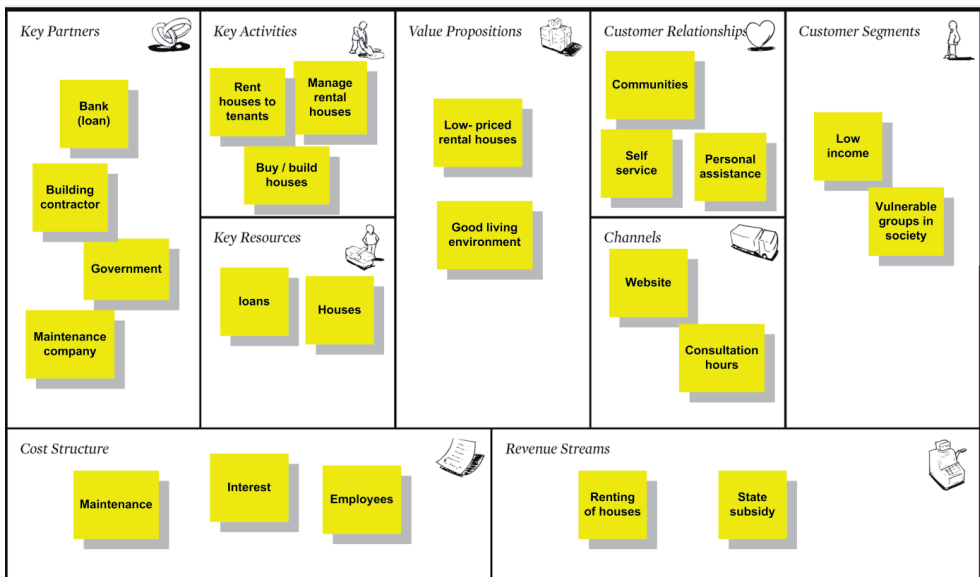 Key Partners
Bank
(loan)
Building
contractor
Government
Maintenance
company
Key Activities
Rent
houses to
tenants
Manage
rental
houses
Buy / build
houses
Key Resources
loans
Houses
Value Propositions
Low- priced
rental houses
Good living
environment
Customer Relationships
Communities
Self
service
Personal
assistance
Channels
Website
Consultation
hours
Customer Segments
Low
income
Vulnerable
groups in
society
Cost Structure
Maintenance
Interest
Employees
Revenue Streams
Renting
of houses
State
subsidy